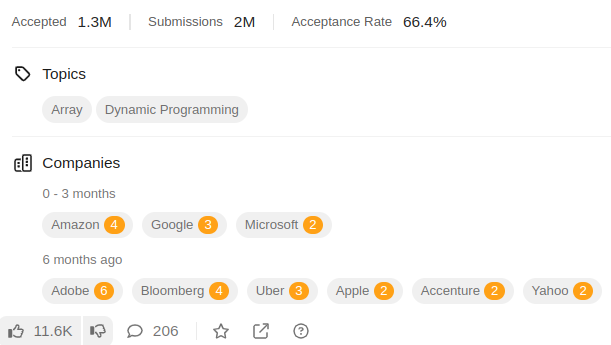 Accepted 1.3M Submissions 2M Acceptance Rate 66.4%
Topics
Array Dynamic Programming
Companies
0 - 3 months
Amazon 4 Google 3 Microsoft 2
6 months ago
Adobe 6 Bloomberg 4 Uber 3 Apple 2 Accenture 2 Yahoo 2
11.6K 206